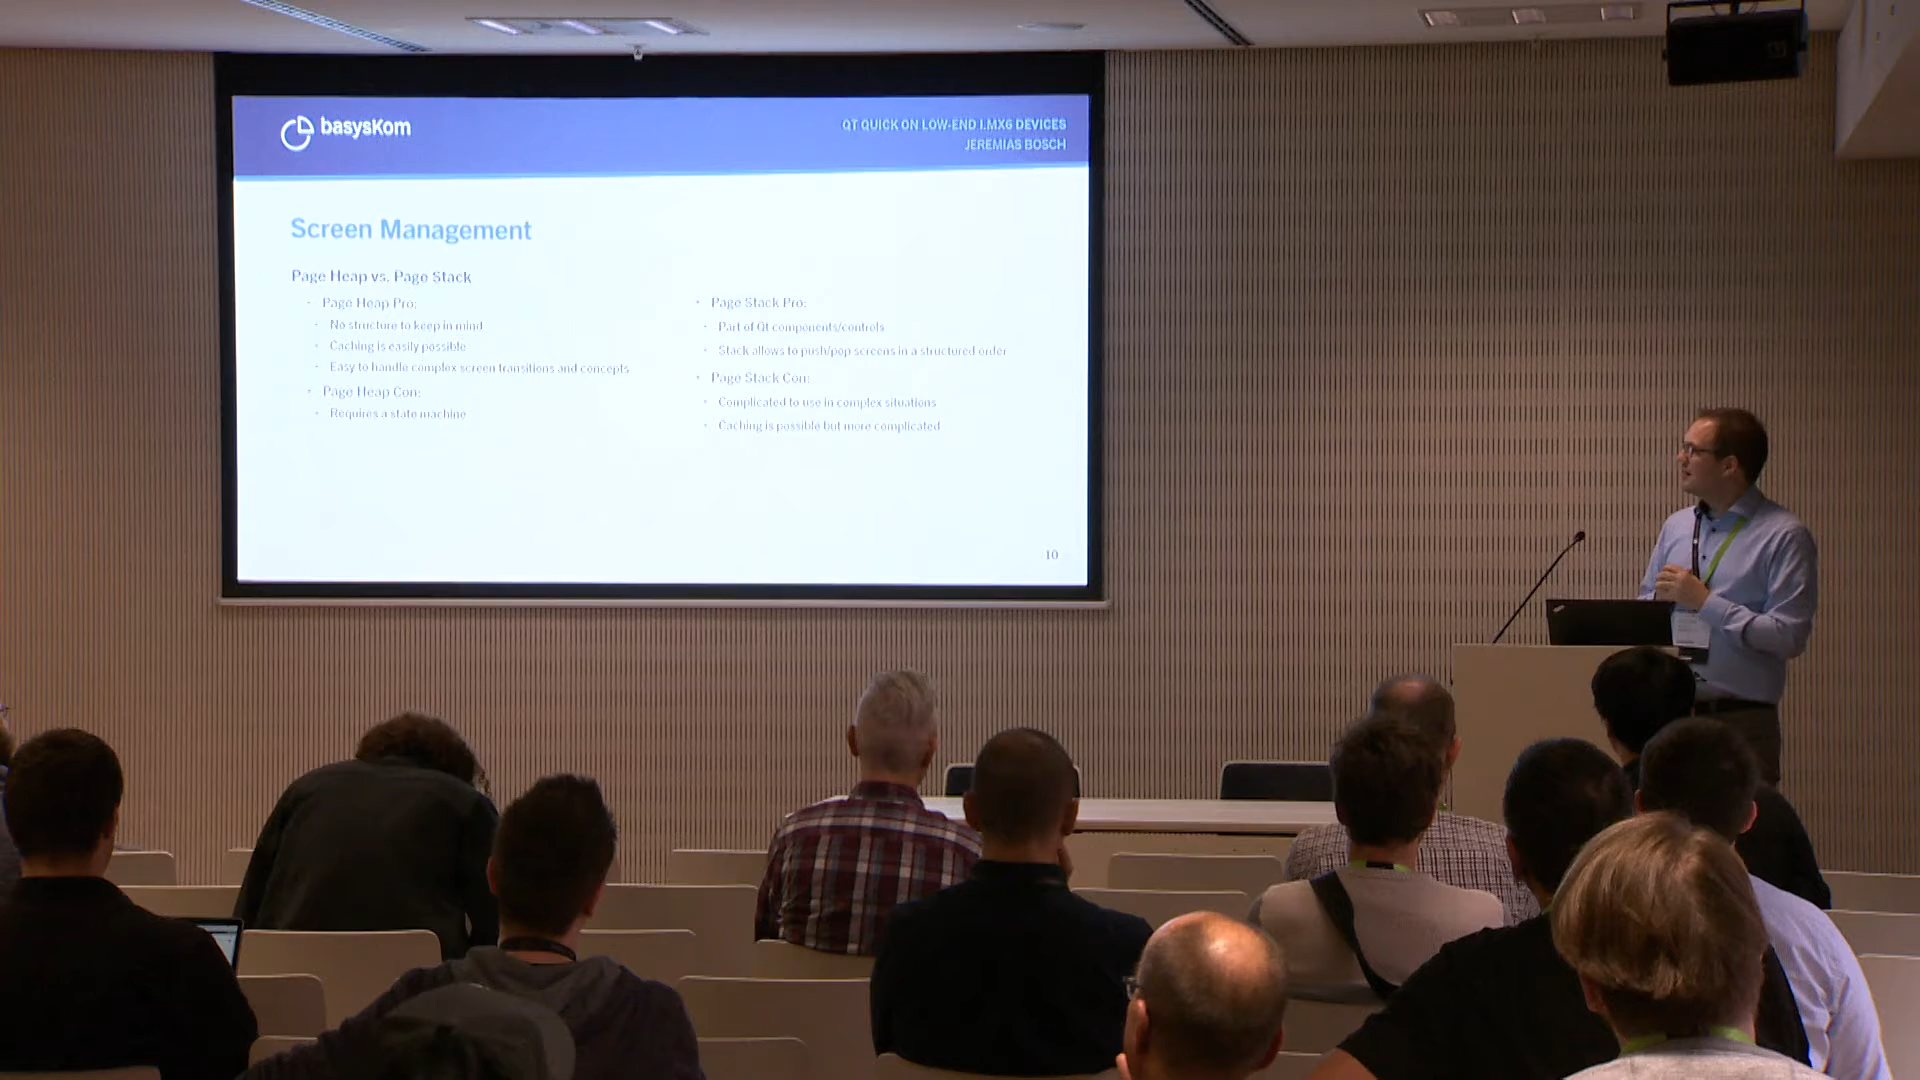 basysKom
QT QUICK ON LOW-END I.MX6 DEVICES
JEREMIAS BOSCH
Screen Management
Page Heap vs. Page Stack
- Page Heap Pro:
- No structure to keep in mind
- Caching is easily possible
- Easy to handle complex screen transitions and concepts
- Page Heap Con:
- Requires a state machine
- Page Stack Pro:
- Part of Qt components/controls
- Stack allows to push/pop screens in a structured order
- Page Stack Con:
- Complicated to use in complex situations
- Caching is possible but more complicated
10